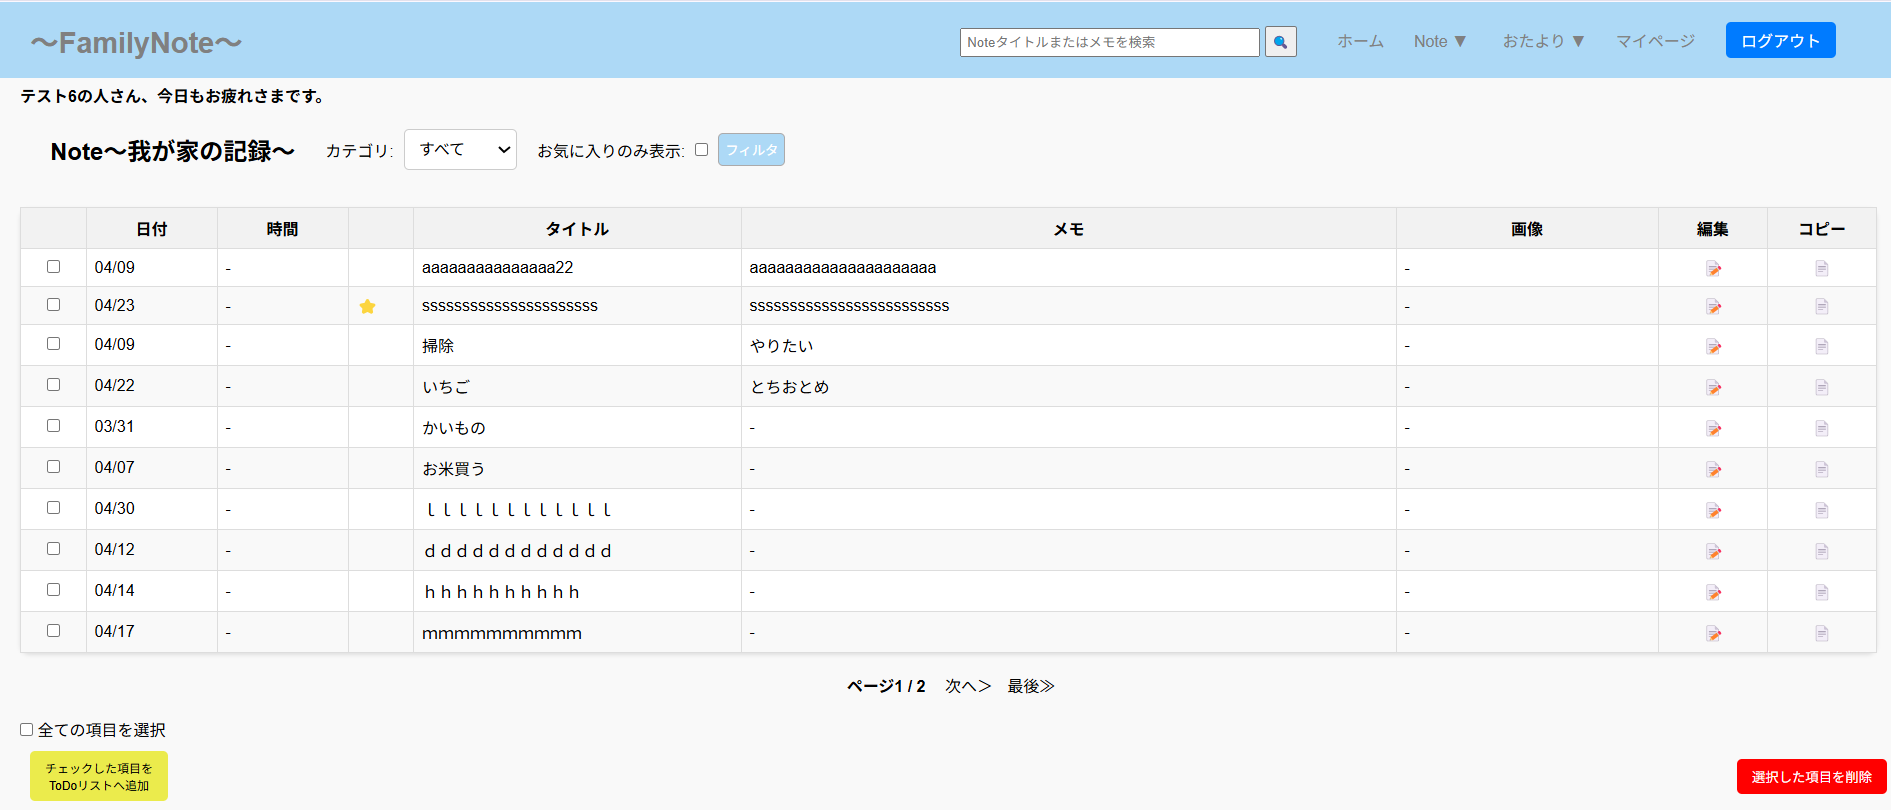 ～FamilyNote～ Noteタイトルまたはメモを検索 ホーム Note ▼ おたより ▼ マイページ ログアウト
テスト6の人さん、今日もお疲れさまです。
Note～我が家の記録～ カテゴリ: すべて お気に入りのみ表示: フィルタ
日付 時間 タイトル メモ 画像 編集 コピー
04/09 - aaaaaaaaaaaaaaa22 aaaaaaaaaaaaaaaaaaaaa -
04/23 - ssssssssssssssssssssss sssssssssssssssssssssssss -
04/09 - 掃除 やりたい -
04/22 - いちご とちおとめ -
03/31 - かいもの - -
04/07 - お米買う - -
04/30 - ｌｌｌｌｌｌｌｌｌｌｌｌ - -
04/12 - ｄｄｄｄｄｄｄｄｄｄｄｄ - -
04/14 - ｈｈｈｈｈｈｈｈｈｈ - -
04/17 - ｍｍｍｍｍｍｍｍｍｍ - -
ページ1 / 2 次へ＞ 最後≫
全ての項目を選択
チェックした項目を
ToDoリストへ追加
選択した項目を削除